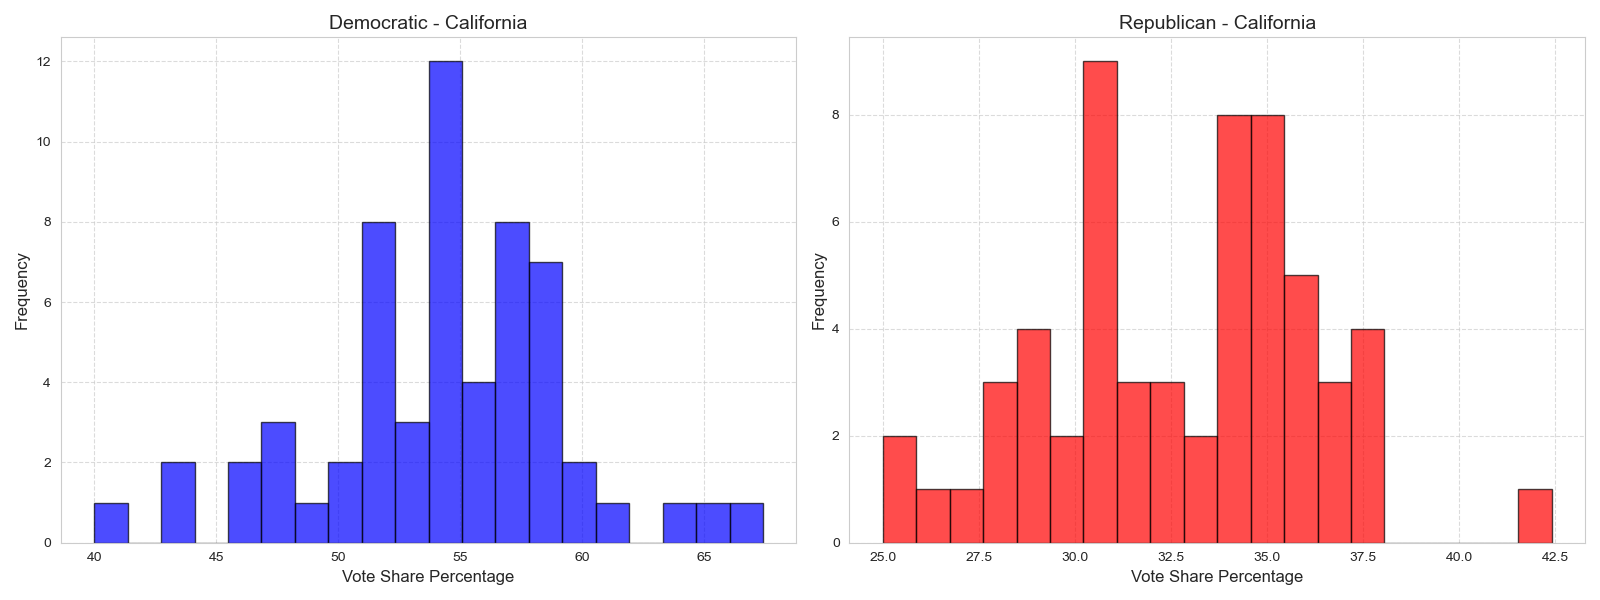 Democratic - California
12
10
8
6
4
2
0
Frequency
40 45 50 55 60 65
Vote Share Percentage
Republican - California
8
6
4
2
0
Frequency
25.0 27.5 30.0 32.5 35.0 37.5 40.0 42.5
Vote Share Percentage